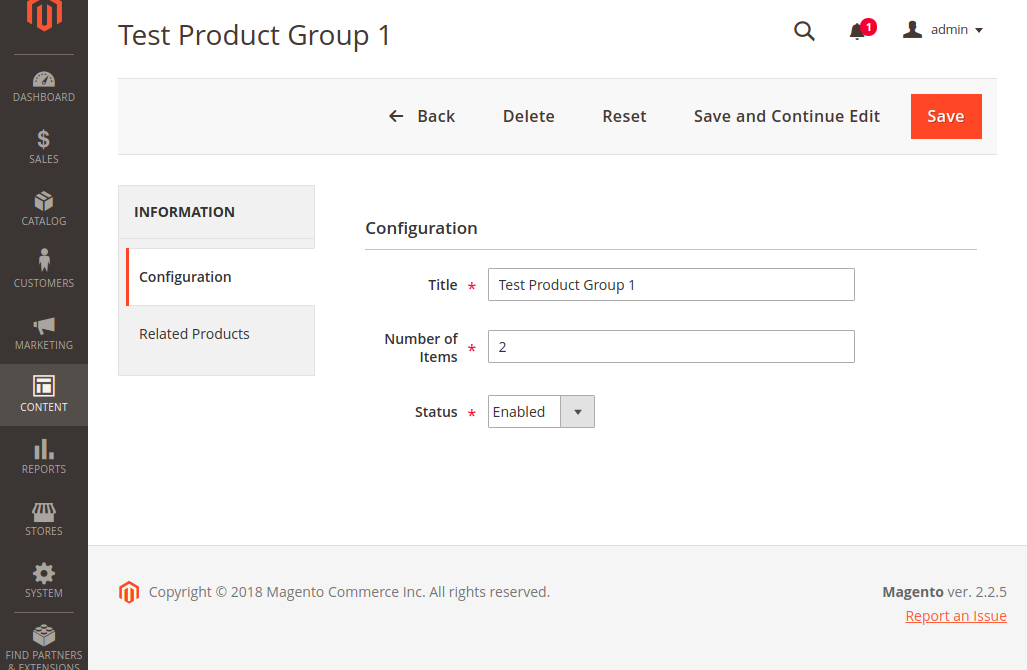 Test Product Group 1
1
admin
DASHBOARD
SALES
CATALOG
CUSTOMERS
MARKETING
CONTENT
REPORTS
STORES
SYSTEM
FIND PARTNERS
& EXTENSIONS
Back
Delete
Reset
Save and Continue Edit
Save
INFORMATION
Configuration
Related Products
Configuration
Title *
Test Product Group 1
Number of
Items *
2
Status *
Enabled
Copyright © 2018 Magento Commerce Inc. All rights reserved.
Magento ver. 2.2.5
Report an Issue